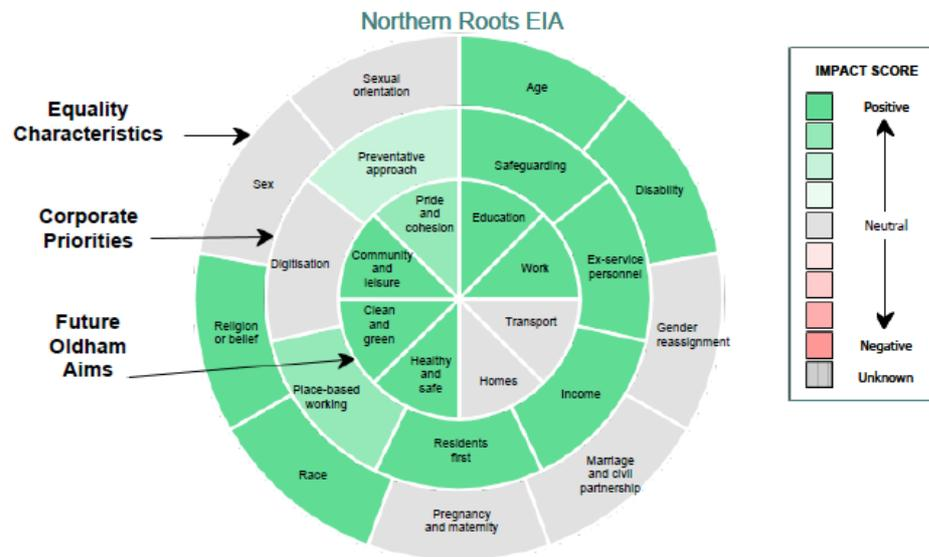 Northern Roots EIA
Equality
Characteristics
Corporate
Priorities
Future
Oldham
Aims
Sexual
orientation
Age
Sex
Disability
Religion
or belief
Gender
reassignment
Race
Marriage
and civil
partnership
Pregnancy
and maternity
Preventative
approach
Safeguarding
Digitisation
Ex-service
personnel
Place-based
working
Income
Residents
first
Pride
and
cohesion
Education
Community
and
leisure
Work
Clean
and
green
Transport
Healthy
and
safe
Homes
IMPACT SCORE
Positive
Neutral
Negative
Unknown